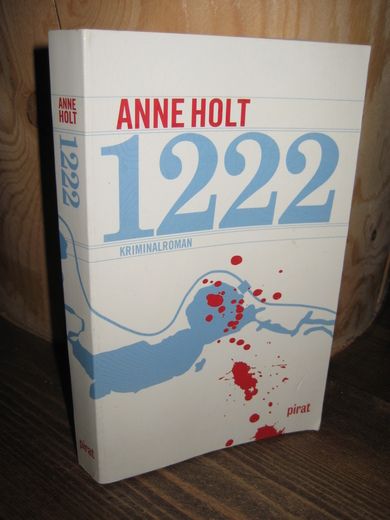 ANNE HOLT
1222
KRIMINALROMAN
pirat
ANNE
HOLT
1222
pirat